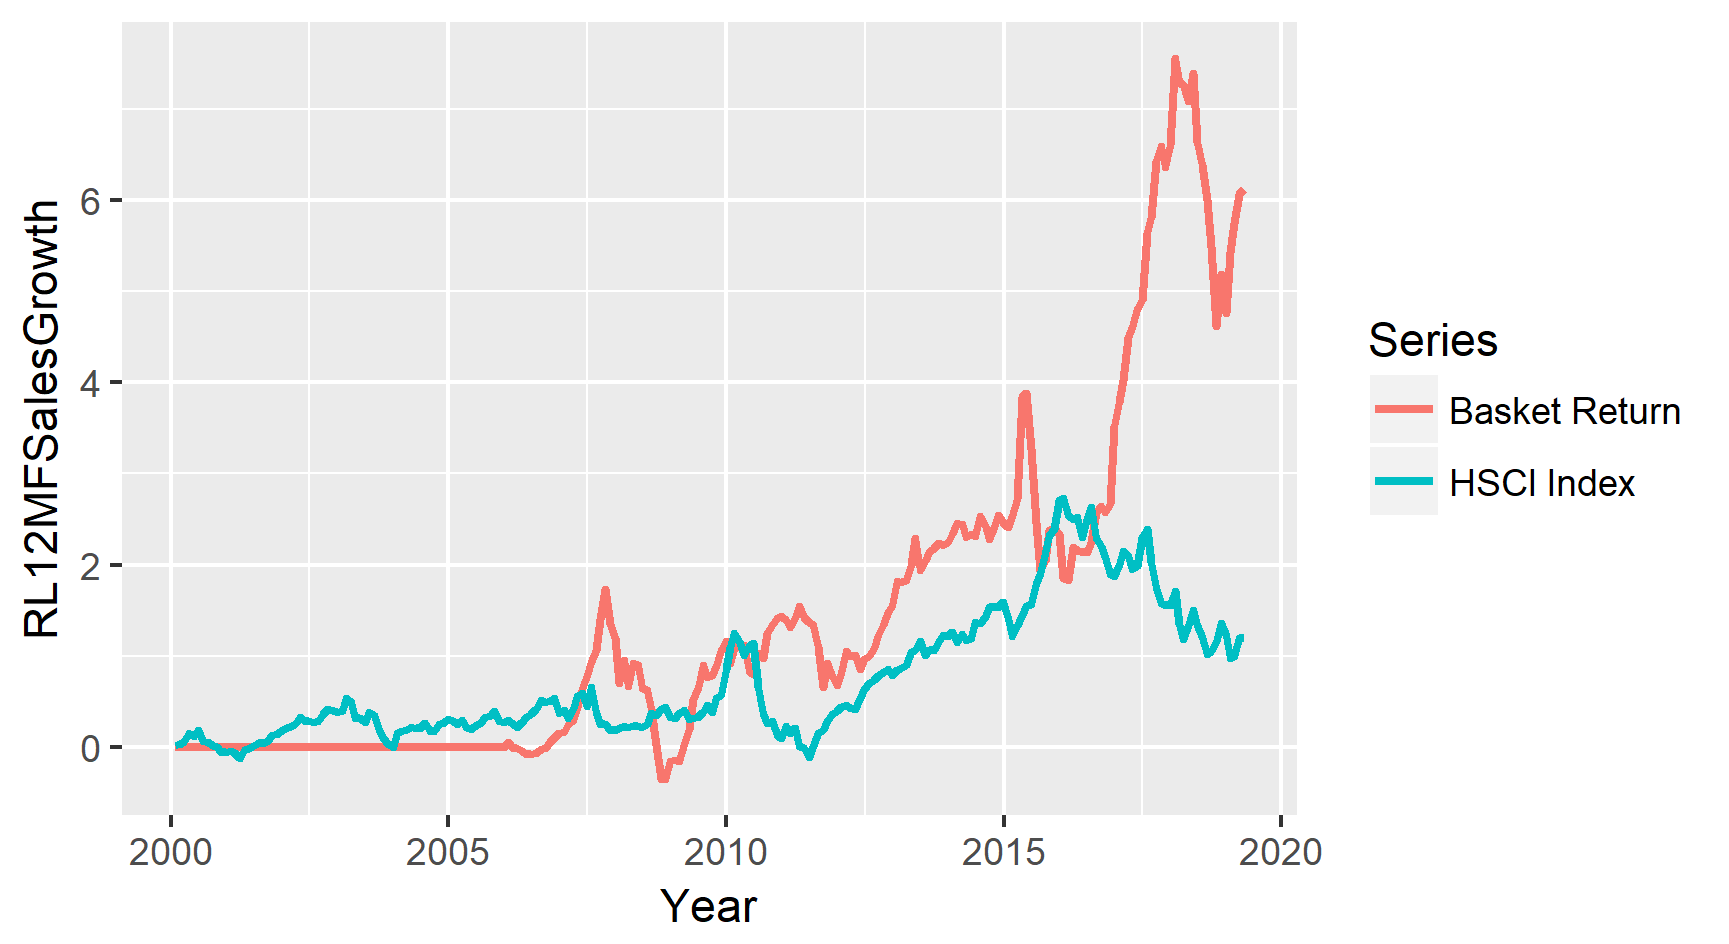 RL12MFSalesGrowth
6
4
2
0
2000 2005 2010 2015 2020
Year
Series
Basket Return
HSCI Index